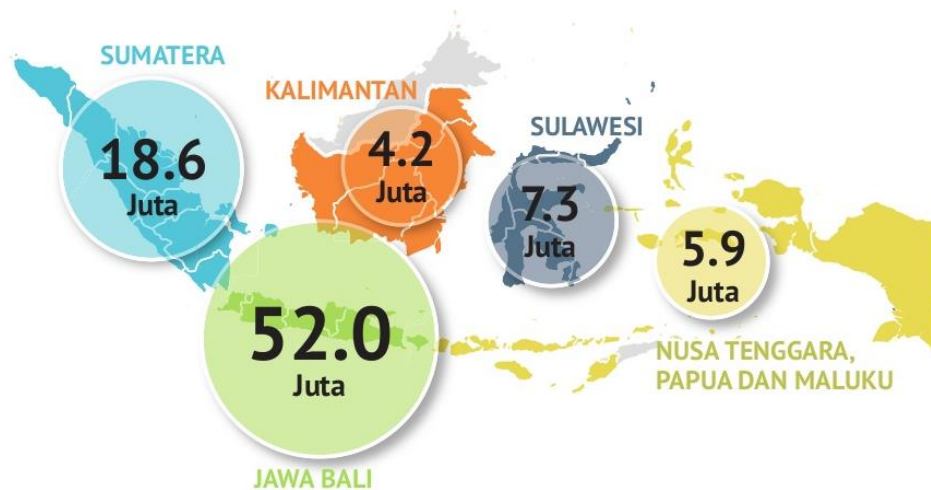 SUMATERA
18.6
Juta
KALIMANTAN
4.2
Juta
SULAWESI
7.3
Juta
5.9
Juta
NUSA TENGGARA,
PAPUA DAN MALUKU
52.0
Juta
JAWA BALI